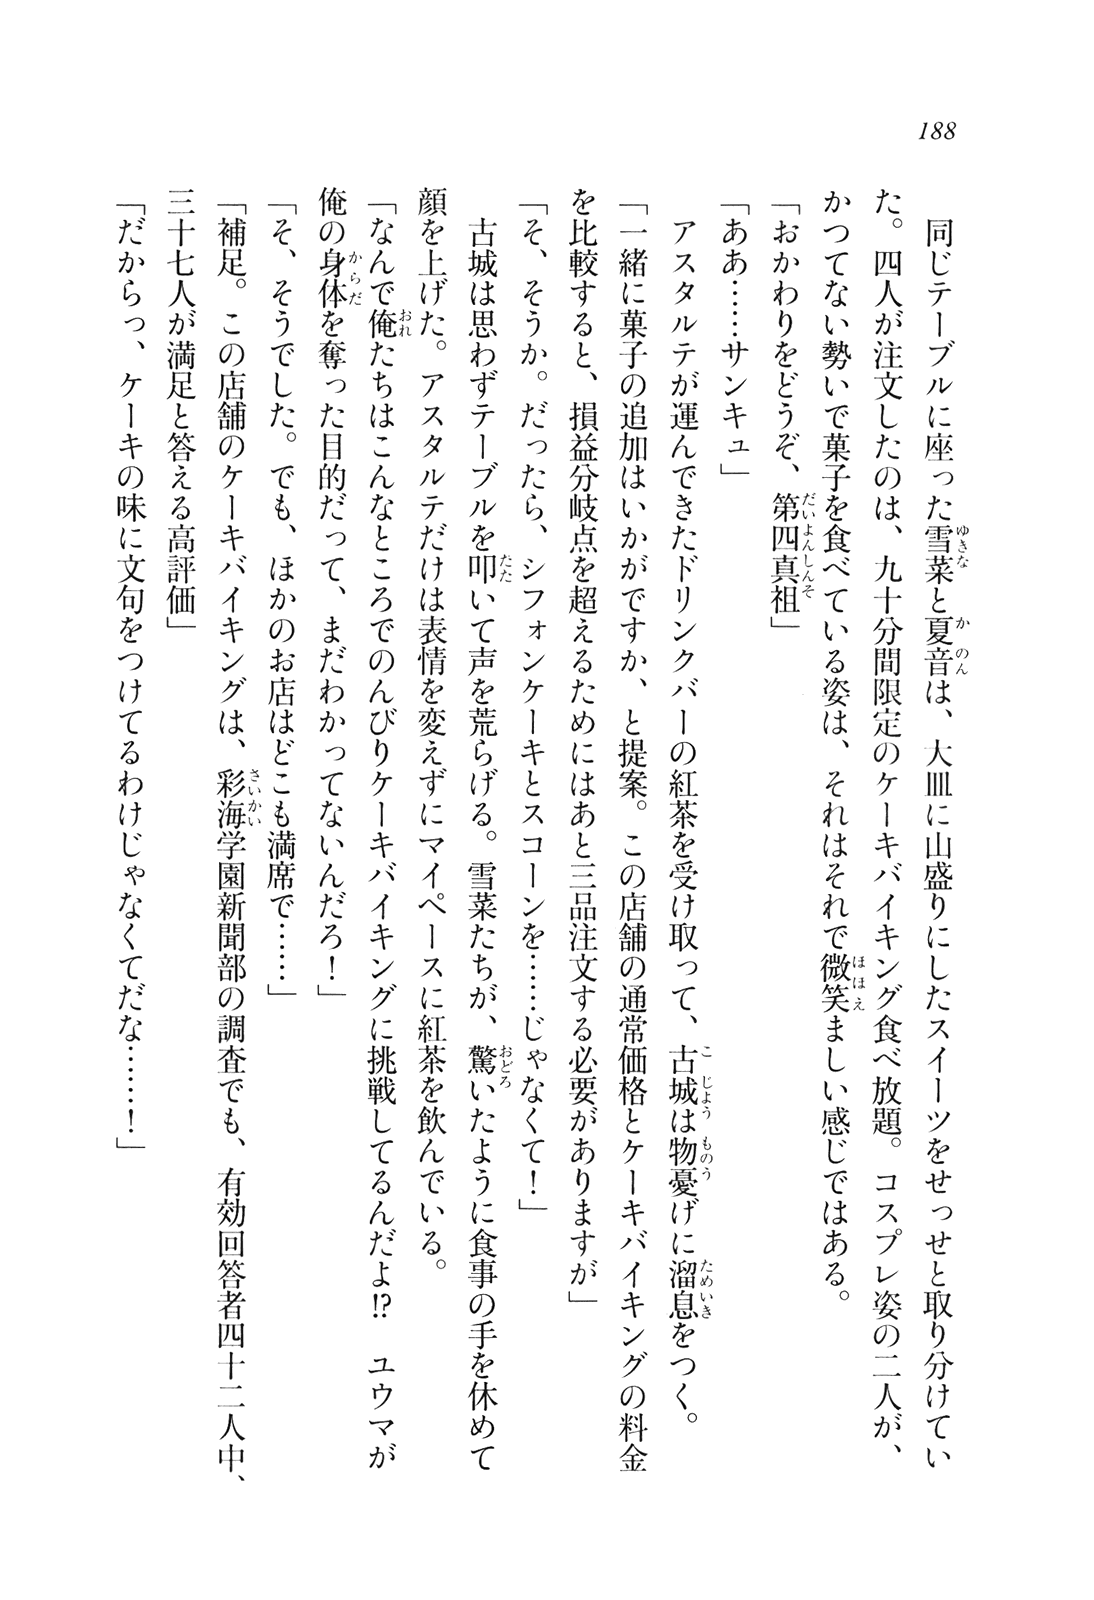 188
　同じテーブルに座った雪菜と夏音は、大皿に山盛りにしたスイーツをせっせと取り分けてい
た。四人が注文したのは、九十分間限定のケーキバイキング食べ放題。コスプレ姿の二人が、
かつてない勢いで菓子を食べている姿は、それはそれで微笑ましい感じではある。
「おかわりをどうぞ、第四真祖」
「ああ……サンキュ」
　アスタルテが運んできたドリンクバーの紅茶を受け取って、古城は物憂げに溜息をつく。
「一緒に菓子の追加はいかがですか、と提案。この店舗の通常価格とケーキバイキングの料金
を比較すると、損益分岐点を超えるためにはあと三品注文する必要がありますが」
「そ、そうか。だったら、シフォンケーキとスコーンを……じゃなくて！」
　古城は思わずテーブルを叩いて声を荒らげる。雪菜たちが、驚いたように食事の手を休めて
顔を上げた。アスタルテだけは表情を変えずにマイペースに紅茶を飲んでいる。
「なんで俺たちはこんなところでのんびりケーキバイキングに挑戦してるんだよ!?　ユウマが
俺の身体を奪った目的だって、まだわかってないんだろ！」
「そ、そうでした。でも、ほかのお店はどこも満席で……」
「補足。この店舗のケーキバイキングは、彩海学園新聞部の調査でも、有効回答者四十二人中、
三十七人が満足と答える高評価」
「だからっ、ケーキの味に文句をつけてるわけじゃなくてだな……！」